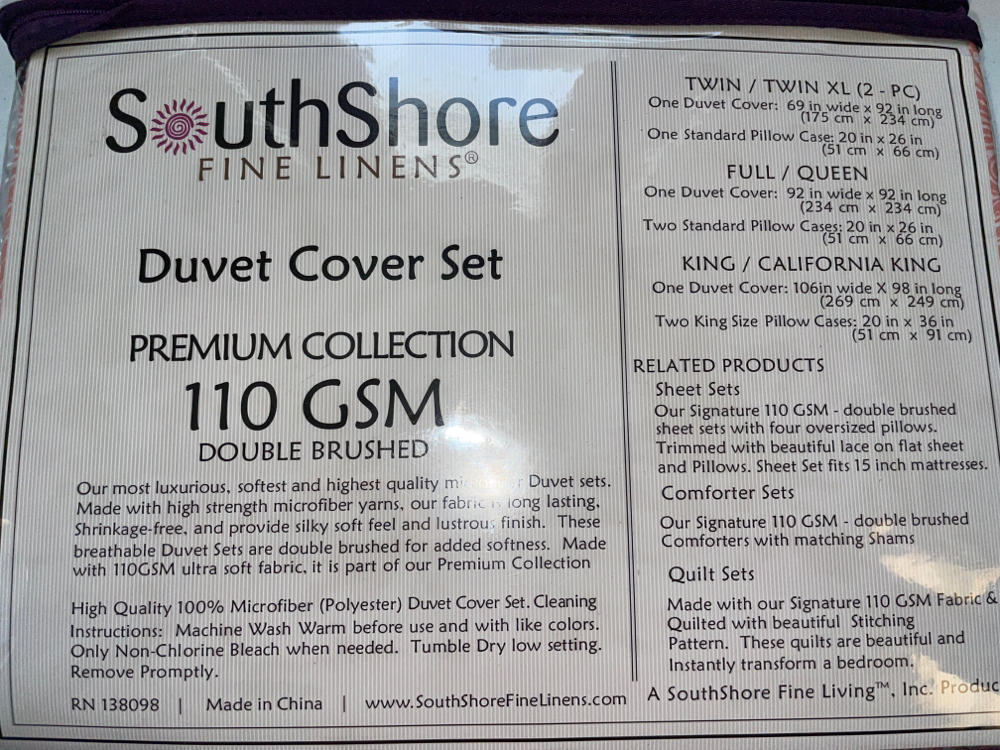 SouthShore
FINE LINENS®
Duvet Cover Set
PREMIUM COLLECTION
110 GSM
DOUBLE BRUSHED
Our most luxurious, softest and highest quality Duvet sets.
Made with high strength microfiber yarns, our fabric is long lasting,
Shrinkage-free, and provide silky soft feel and lustrous finish. These
breathable Duvet Sets are double brushed for added softness. Made
with 110GSM ultra soft fabric, it is part of our Premium Collection
High Quality 100% Microfiber (Polyester) Duvet Cover Set. Cleaning
Instructions: Machine Wash Warm before use and with like colors.
Only Non-Chlorine Bleach when needed. Tumble Dry low setting.
Remove Promptly.
RN 138098 | Made in China | www.SouthShoreFineLinens.com
TWIN / TWIN XL (2 - PC)
One Duvet Cover: 69 in wide x 92 in long
(175 cm x 234 cm)
One Standard Pillow Case: 20 in x 26 in
(51 cm x 66 cm)
FULL / QUEEN
One Duvet Cover: 92 in wide x 92 in long
(234 cm x 234 cm)
Two Standard Pillow Cases: 20 in x 26 in
(51 cm x 66 cm)
KING / CALIFORNIA KING
One Duvet Cover: 106in wide X 98 in long
(269 cm x 249 cm)
Two King Size Pillow Cases: 20 in x 36 in
(51 cm x 91 cm)
RELATED PRODUCTS
Sheet Sets
Our Signature 110 GSM - double brushed
sheet sets with four oversized pillows.
Trimmed with beautiful lace on flat sheet
and Pillows. Sheet Set fits 15 inch mattresses.
Comforter Sets
Our Signature 110 GSM - double brushed
Comforters with matching Shams
Quilt Sets
Made with our Signature 110 GSM Fabric &
Quilted with beautiful Stitching
Pattern. These quilts are beautiful and
Instantly transform a bedroom.
A SouthShore Fine Living™, Inc. Produc